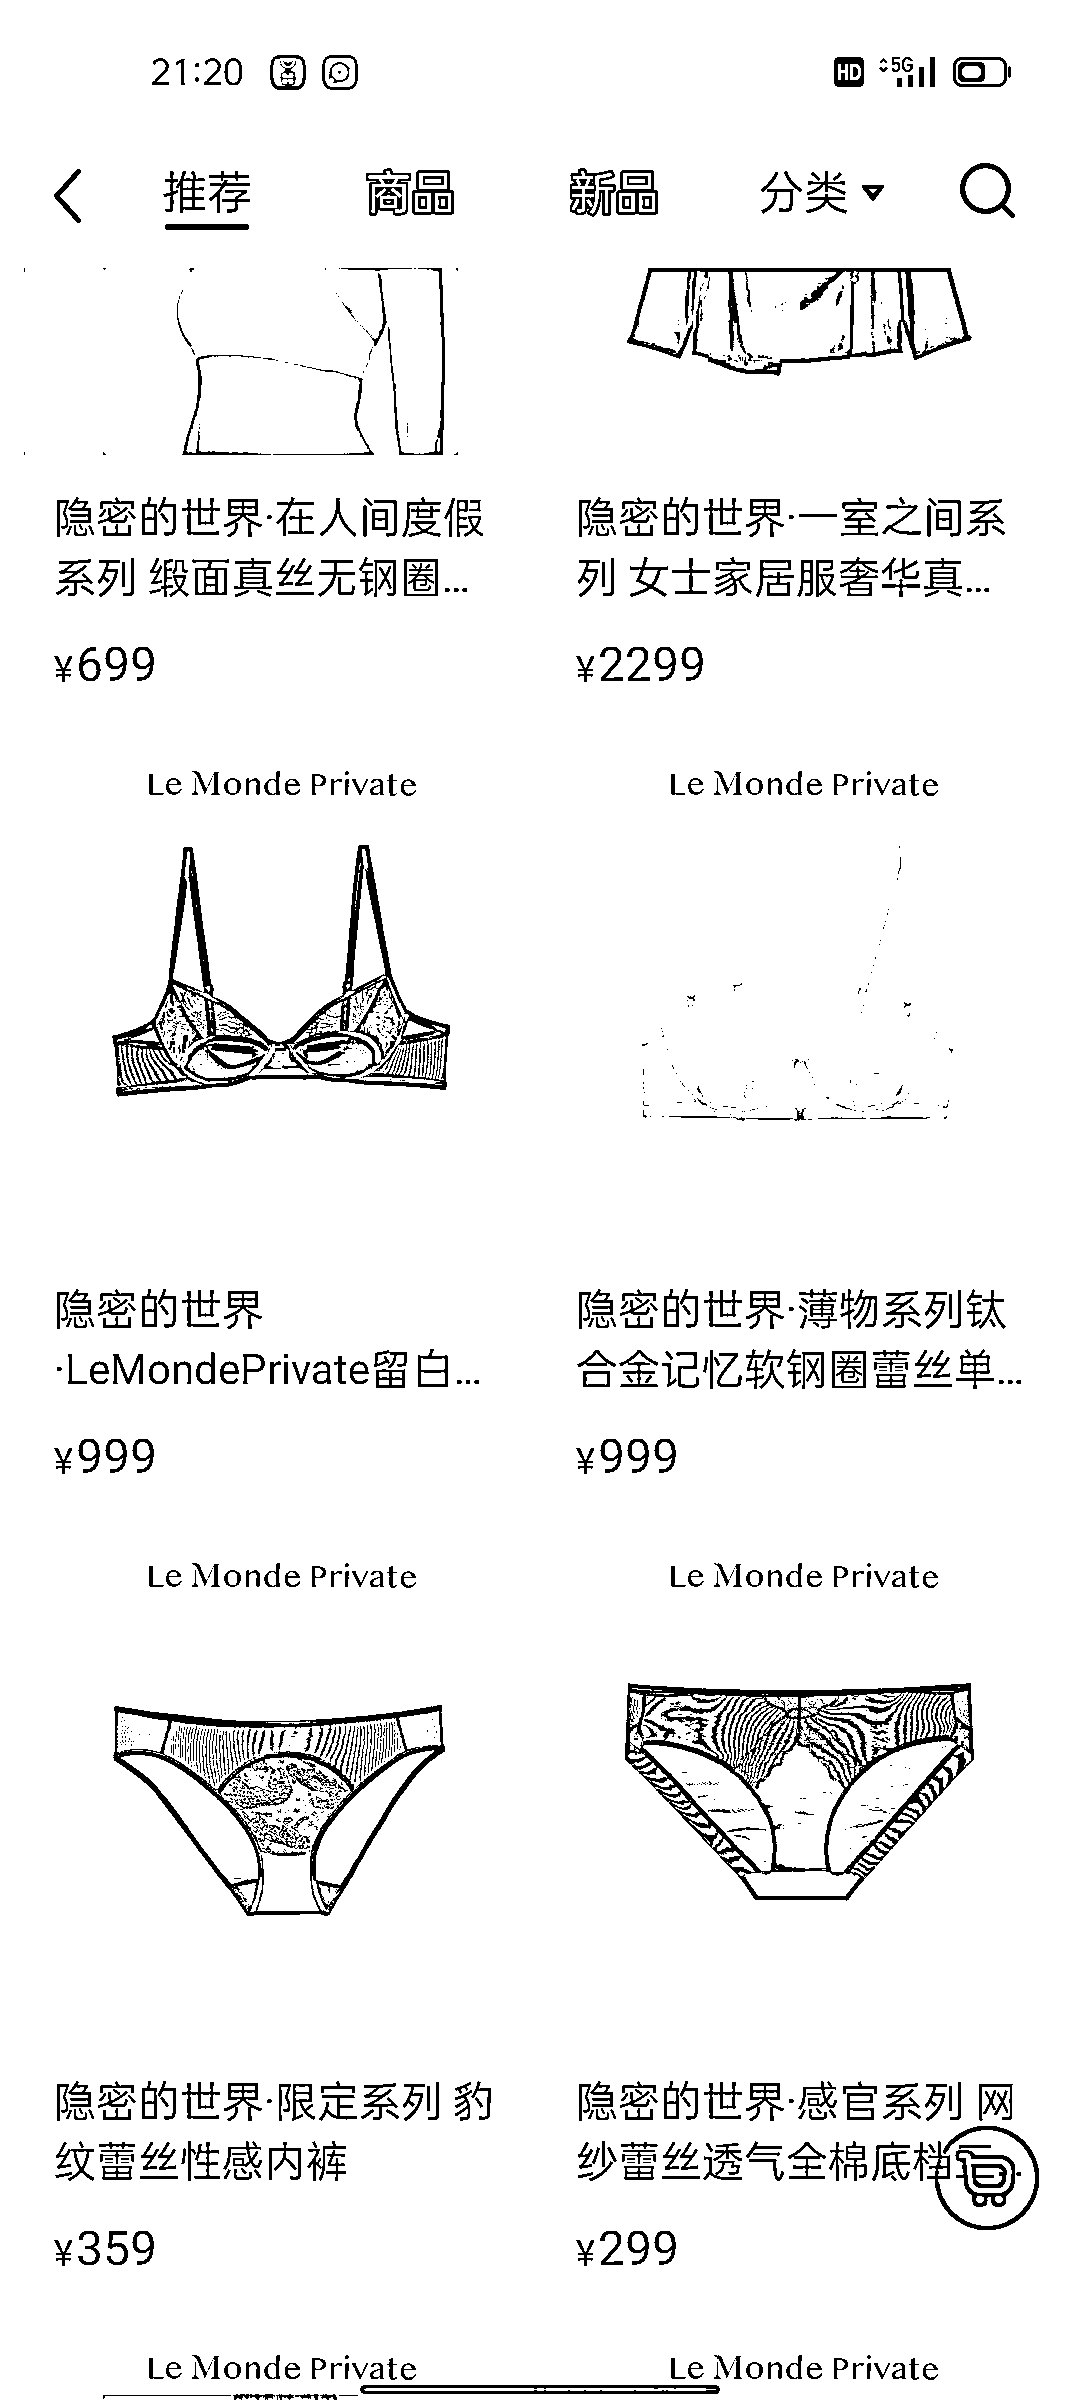 21:20 HD 5G
推荐 商品 新品 分类
隐密的世界·在人间度假
系列 缎面真丝无钢圈...
¥699
隐密的世界·一室之间系
列 女士家居服奢华真...
¥2299
Le Monde Private
隐密的世界
·LeMondePrivate留白...
¥999
Le Monde Private
隐密的世界·薄物系列钛
合金记忆软钢圈蕾丝单...
¥999
Le Monde Private
隐密的世界·限定系列 豹
纹蕾丝性感内裤
¥359
Le Monde Private
隐密的世界·感官系列 网
纱蕾丝透气全棉底档
¥299
Le Monde Private
Le Monde Private